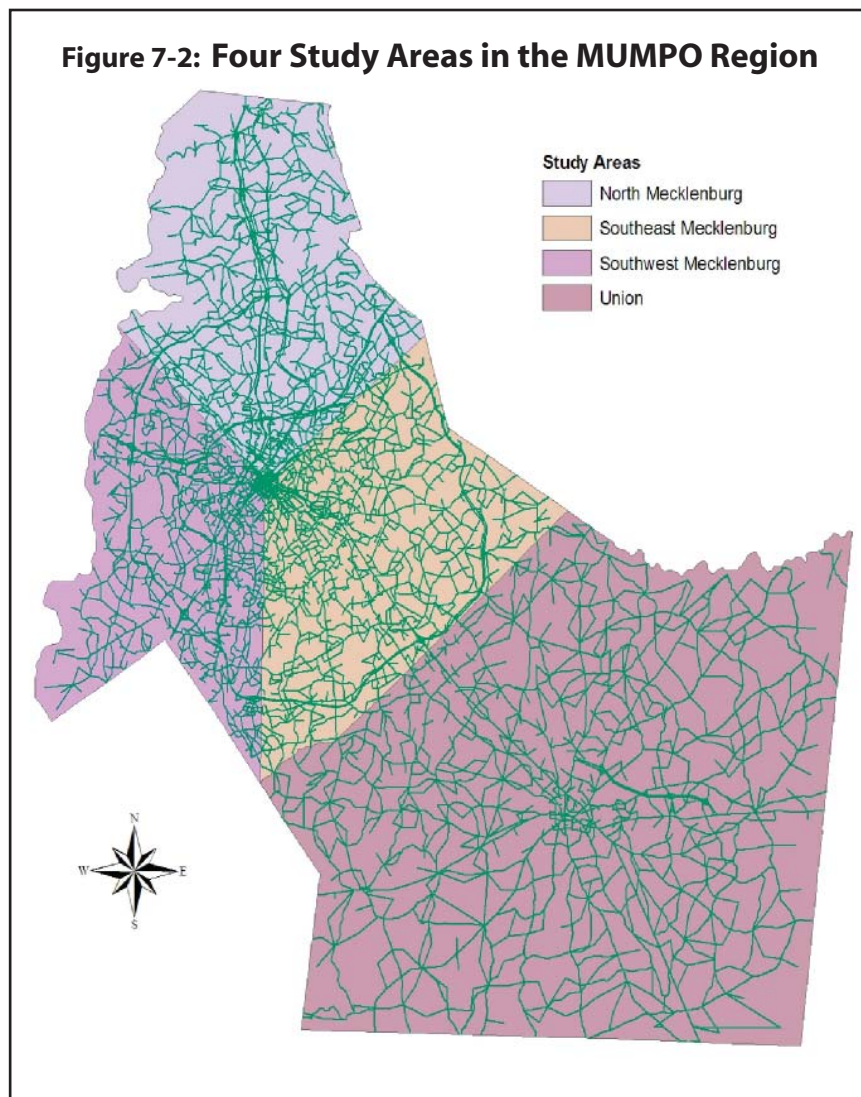 Figure 7-2: Four Study Areas in the MUMPO Region
Study Areas
North Mecklenburg
Southeast Mecklenburg
Southwest Mecklenburg
Union
N
W E
S